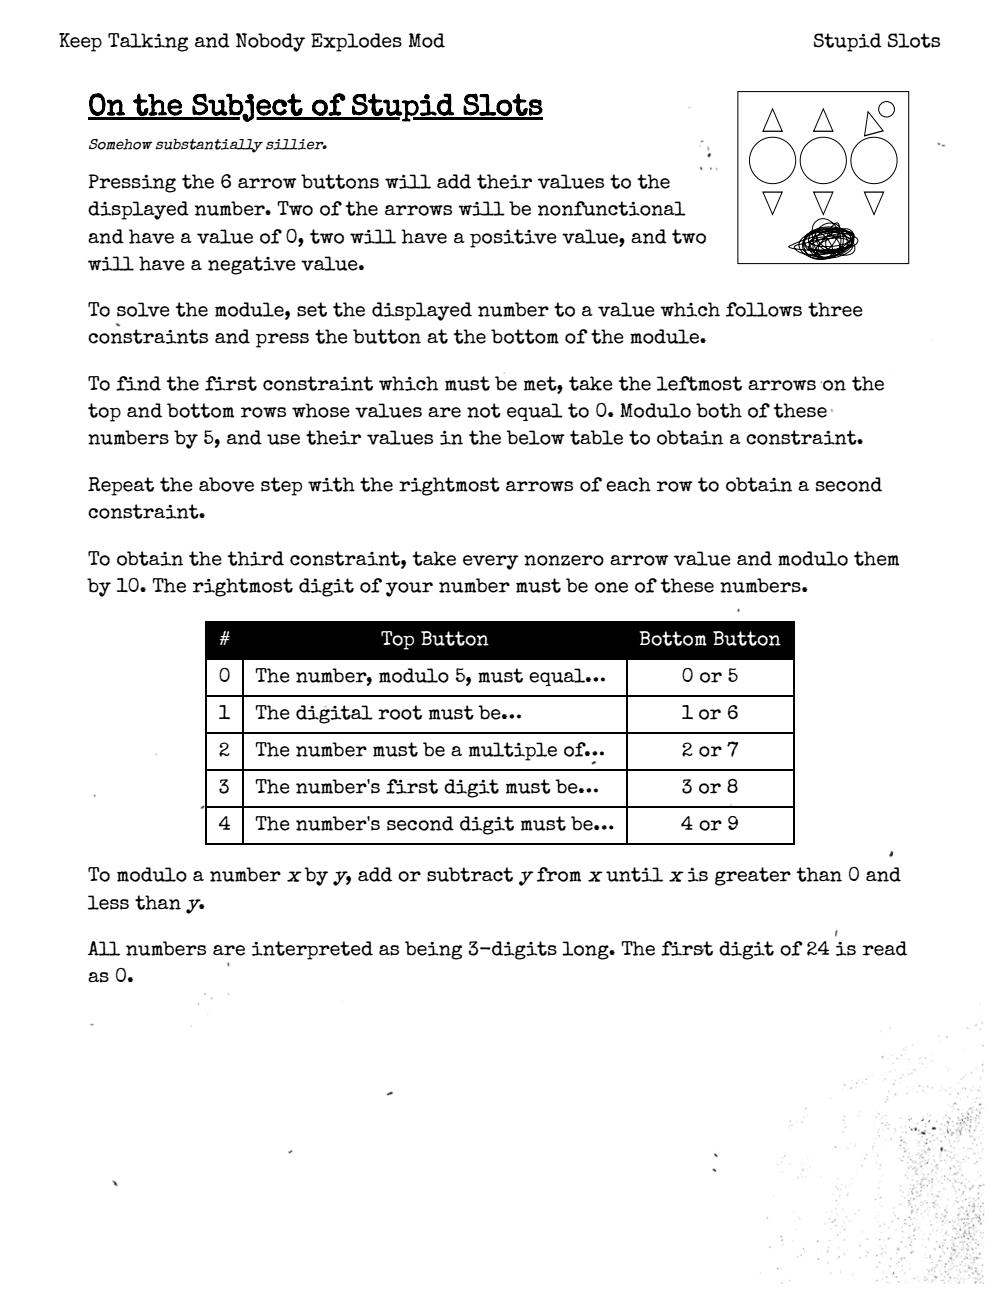 Keep Talking and Nobody Explodes Mod
Stupid Slots
On the Subject of Stupid Slots
Somehow substantially sillier.
Pressing the 6 arrow buttons will add their values to the
displayed number. Two of the arrows will be nonfunctional
and have a value of 0, two will have a positive value, and two
will have a negative value.
To solve the module, set the displayed number to a value which follows three
constraints and press the button at the bottom of the module.
To find the first constraint which must be met, take the leftmost arrows on the
top and bottom rows whose values are not equal to 0. Modulo both of these
numbers by 5, and use their values in the below table to obtain a constraint.
Repeat the above step with the rightmost arrows of each row to obtain a second
constraint.
To obtain the third constraint, take every nonzero arrow value and modulo them
by 10. The rightmost digit of your number must be one of these numbers.
# Top Button Bottom Button
0 The number, modulo 5, must equal... 0 or 5
1 The digital root must be... 1 or 6
2 The number must be a multiple of... 2 or 7
3 The number's first digit must be... 3 or 8
4 The number's second digit must be... 4 or 9
To modulo a number x by y, add or subtract y from x until x is greater than 0 and
less than y.
All numbers are interpreted as being 3-digits long. The first digit of 24 is read
as 0.